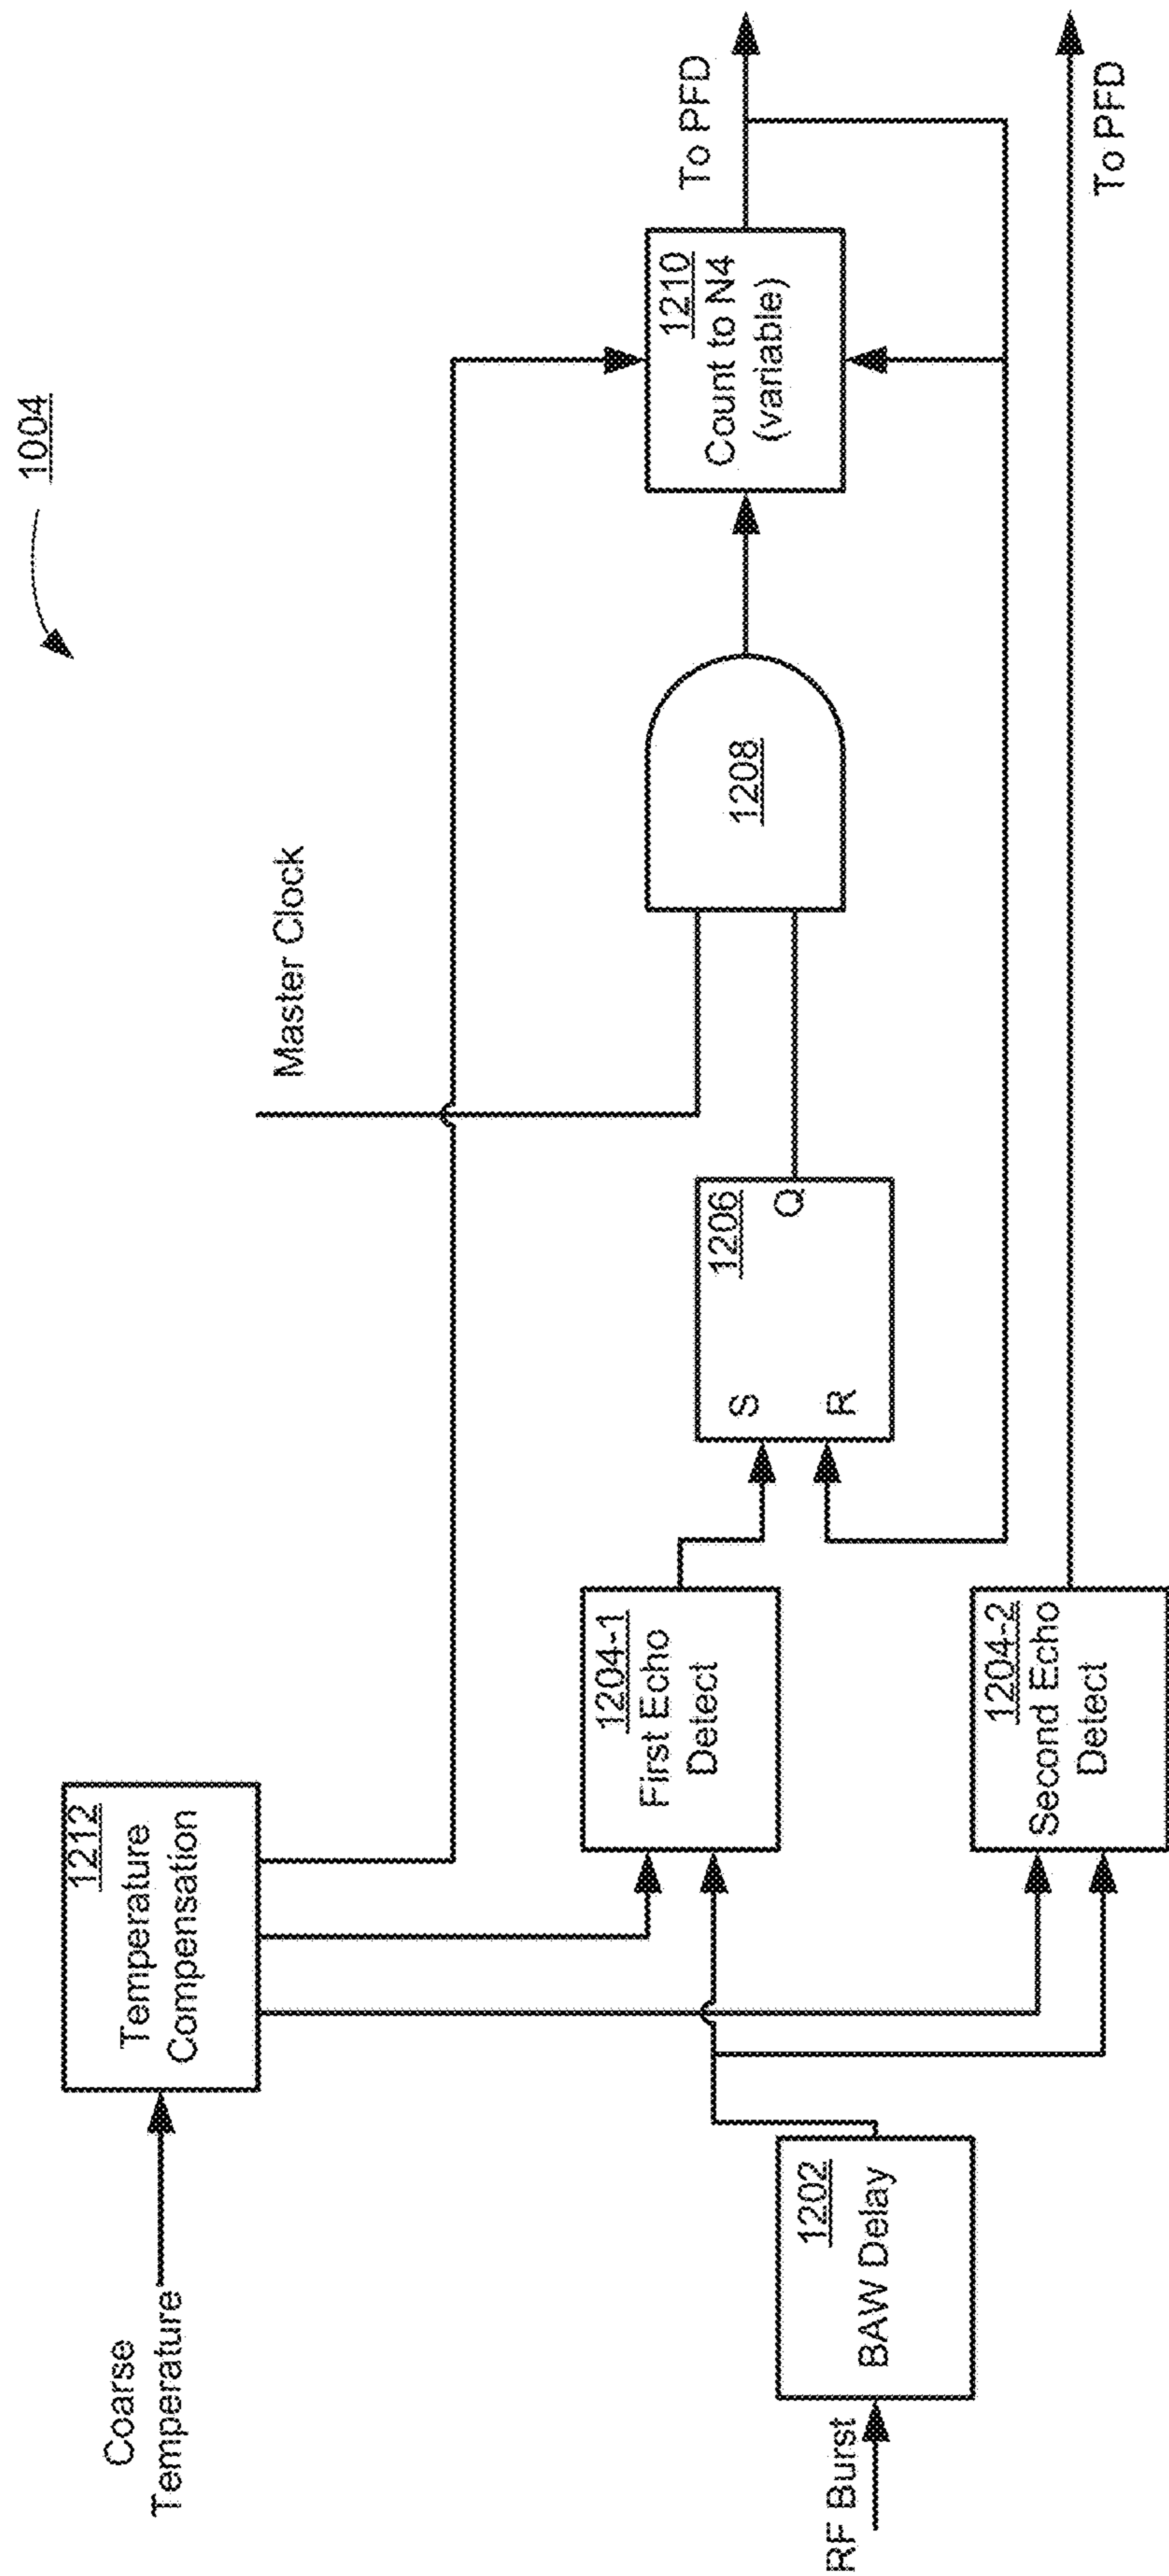 1004
Coarse
Temperature
1212
Temperature
Compensation
Master Clock
RF Burst
1202
BAW Delay
1204-1
First Echo
Detect
1204-2
Second Echo
Detect
1206
S
R
Q
1208
1210
Count to N4
(variable)
To PFD
To PFD